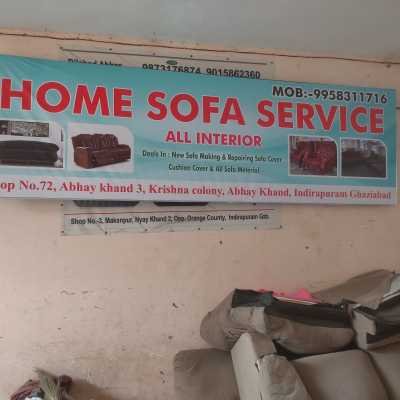 Dilshad Abbas
9873176874, 9015862360
MOB:-9958311716
HOME SOFA SERVICE
ALL INTERIOR
Deals In : New Sofa Making & Repairing Sofa Cover
Cushion Cover & All Sofa Material
op No.72, Abhay khand 3, Krishna colony, Abhay Khand, Indirapuram Ghaziabad
Shop No.-3, Makanpur, Nyay Khand 2, Opp. Orange County, Indirapuram Gzb.